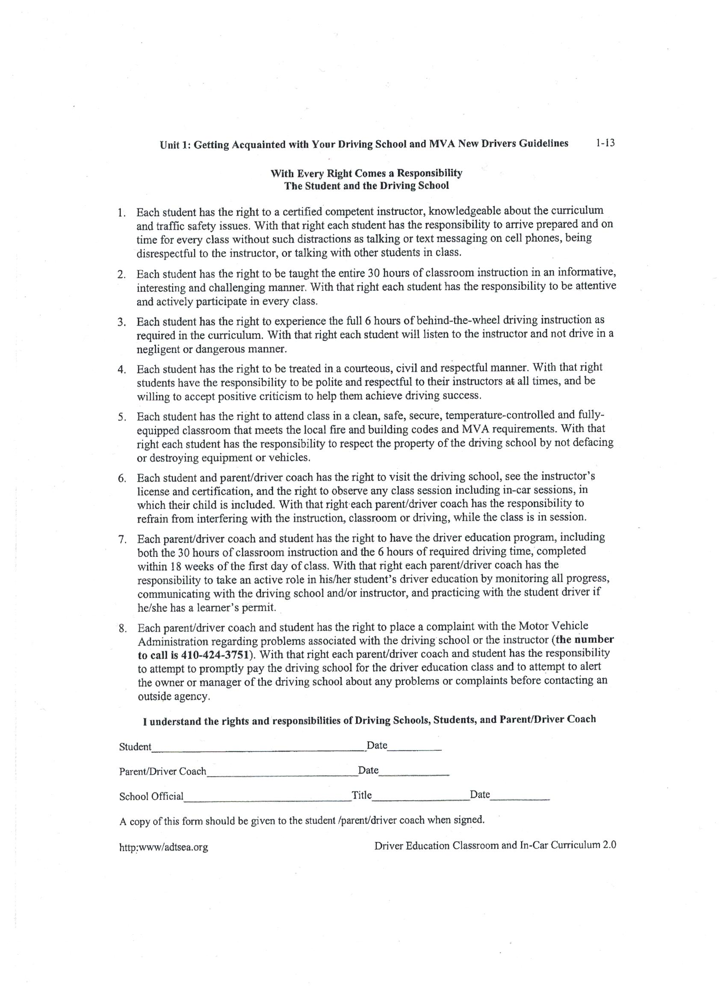 Unit 1: Getting Acquainted with Your Driving School and MVA New Drivers Guidelines 1-13
With Every Right Comes a Responsibility
The Student and the Driving School
1. Each student has the right to a certified competent instructor, knowledgeable about the curriculum
and traffic safety issues. With that right each student has the responsibility to arrive prepared and on
time for every class without such distractions as talking or text messaging on cell phones, being
disrespectful to the instructor, or talking with other students in class.
2. Each student has the right to be taught the entire 30 hours of classroom instruction in an informative,
interesting and challenging manner. With that right each student has the responsibility to be attentive
and actively participate in every class.
3. Each student has the right to experience the full 6 hours of behind-the-wheel driving instruction as
required in the curriculum. With that right each student will listen to the instructor and not drive in a
negligent or dangerous manner.
4. Each student has the right to be treated in a courteous, civil and respectful manner. With that right
students have the responsibility to be polite and respectful to their instructors at all times, and be
willing to accept positive criticism to help them achieve driving success.
5. Each student has the right to attend class in a clean, safe, secure, temperature-controlled and fully-
equipped classroom that meets the local fire and building codes and MVA requirements. With that
right each student has the responsibility to respect the property of the driving school by not defacing
or destroying equipment or vehicles.
6. Each student and parent/driver coach has the right to visit the driving school, see the instructor's
license and certification, and the right to observe any class session including in-car sessions, in
which their child is included. With that right each parent/driver coach has the responsibility to
refrain from interfering with the instruction, classroom or driving, while the class is in session.
7. Each parent/driver coach and student has the right to have the driver education program, including
both the 30 hours of classroom instruction and the 6 hours of required driving time, completed
within 18 weeks of the first day of class. With that right each parent/driver coach has the
responsibility to take an active role in his/her student's driver education by monitoring all progress,
communicating with the driving school and/or instructor, and practicing with the student driver if
he/she has a learner's permit.
8. Each parent/driver coach and student has the right to place a complaint with the Motor Vehicle
Administration regarding problems associated with the driving school or the instructor (the number
to call is 410-424-3751). With that right each parent/driver coach and student has the responsibility
to attempt to promptly pay the driving school for the driver education class and to attempt to alert
the owner or manager of the driving school about any problems or complaints before contacting an
outside agency.
I understand the rights and responsibilities of Driving Schools, Students, and Parent/Driver Coach
Student____ Date____
Parent/Driver Coach____ Date____
School Official____ Title____ Date____
A copy of this form should be given to the student /parent/driver coach when signed.
http:www/adtsea.org Driver Education Classroom and In-Car Curriculum 2.0